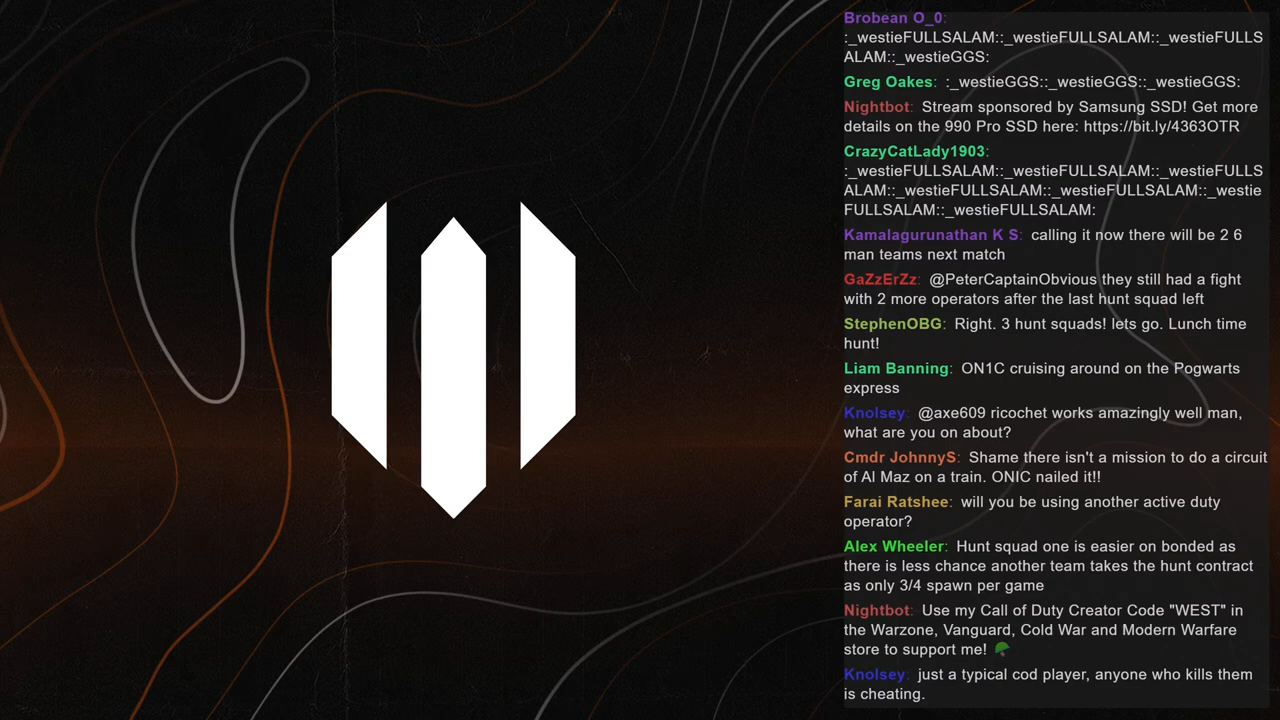 Brobean O_0:
:_westieFULLSALAM::_westieFULLSALAM::_westieFULLS
ALAM::_westieGGS:
Greg Oakes: :_westieGGS::_westieGGS::_westieGGS:
Nightbot: Stream sponsored by Samsung SSD! Get more
details on the 990 Pro SSD here: https://bit.ly/4363OTR
CrazyCatLady1903:
:_westieFULLSALAM::_westieFULLSALAM::_westieFULLS
ALAM::_westieFULLSALAM::_westieFULLSALAM::_westie
FULLSALAM::_westieFULLSALAM:
Kamalagurunathan K S: calling it now there will be 2 6
man teams next match
GaZzErZz: @PeterCaptainObvious they still had a fight
with 2 more operators after the last hunt squad left
StephenOBG: Right. 3 hunt squads! lets go. Lunch time
hunt!
Liam Banning: ON1C cruising around on the Pogwarts
express
Knolsey: @axe609 ricochet works amazingly well man,
what are you on about?
Cmdr JohnnyS: Shame there isn't a mission to do a circuit
of Al Maz on a train. ONIC nailed it!!
Farai Ratshee: will you be using another active duty
operator?
Alex Wheeler: Hunt squad one is easier on bonded as
there is less chance another team takes the hunt contract
as only 3/4 spawn per game
Nightbot: Use my Call of Duty Creator Code "WEST" in
the Warzone, Vanguard, Cold War and Modern Warfare
store to support me!
Knolsey: just a typical cod player, anyone who kills them
is cheating.